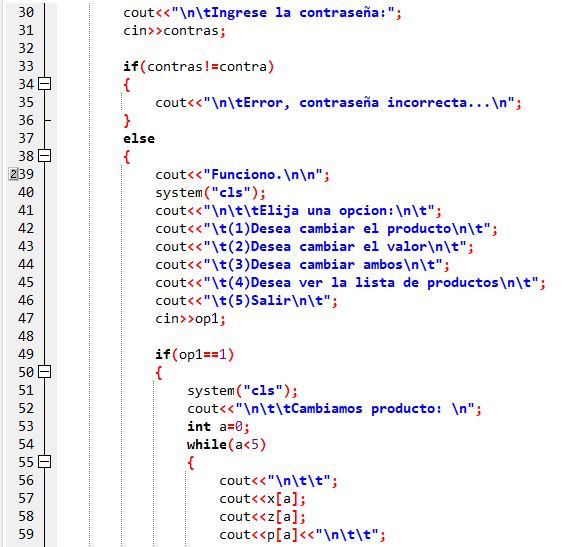 30 cout<<"\n\tIngrese la contraseña:";
31 cin>>contras;
32
33 if(contras!=contra)
34 {
35 cout<<"\n\tError, contraseña incorrecta...\n";
36 }
37 else
38 {
39 cout<<"Funciono.\n\n";
40 system("cls");
41 cout<<"\n\t\tElija una opcion:\n\t";
42 cout<<"\t(1)Desea cambiar el producto\n\t";
43 cout<<"\t(2)Desea cambiar el valor\n\t";
44 cout<<"\t(3)Desea cambiar ambos\n\t";
45 cout<<"\t(4)Desea ver la lista de productos\n\t";
46 cout<<"\t(5)Salir\n\t";
47 cin>>op1;
48
49 if(op1==1)
50 {
51 system("cls");
52 cout<<"\n\t\tCambiamos producto: \n";
53 int a=0;
54 while(a<5)
55 {
56 cout<<"\n\t\t";
57 cout<<x[a];
58 cout<<z[a];
59 cout<<p[a]<<"\n\t\t";